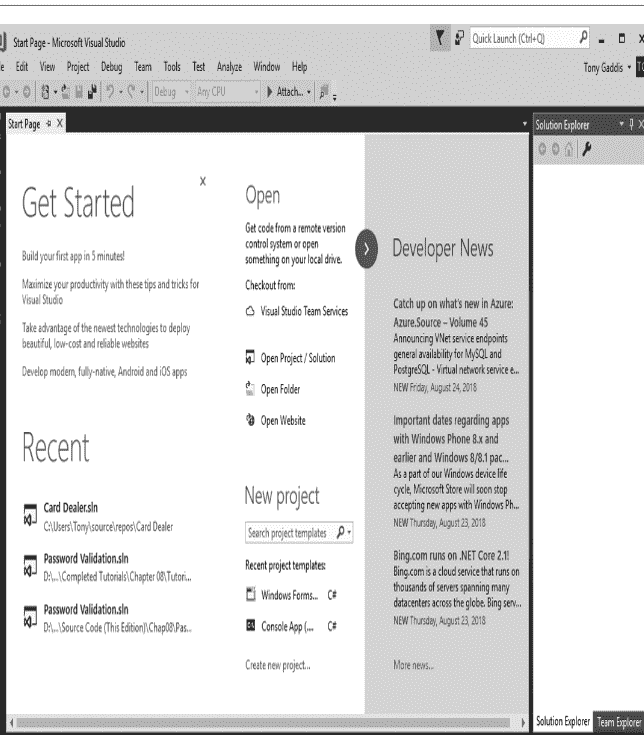 Start Page - Microsoft Visual Studio
Quick Launch (Ctrl+Q)
Edit View Project Debug Team Tools Test Analyze Window Help
Tony Gaddis
Debug Any CPU Attach...
Start Page
Solution Explorer
Get Started
Build your first app in 5 minutes!
Maximize your productivity with these tips and tricks for
Visual Studio
Take advantage of the newest technologies to deploy
beautiful, low-cost and reliable websites
Develop modern, fully-native, Android and iOS apps
Recent
Card Dealer.sln
C:\Users\Tony\source\repos\Card Dealer
Password Validation.sln
D:\...\Completed Tutorials\Chapter 08\Tutori...
Password Validation.sln
D:\...\Source Code (This Edition)\Chap08\Pas...
Open
Get code from a remote version
control system or open
something on your local drive.
Checkout from:
Visual Studio Team Services
Open Project / Solution
Open Folder
Open Website
New project
Search project templates
Recent project templates:
Windows Forms... C#
Console App (... C#
Create new project...
Developer News
Catch up on what's new in Azure:
Azure.Source – Volume 45
Announcing VNet service endpoints
general availability for MySQL and
PostgreSQL - Virtual network service e...
NEW Friday, August 24, 2018
Important dates regarding apps
with Windows Phone 8.x and
earlier and Windows 8/8.1 pac...
As a part of our Windows device life
cycle, Microsoft Store will soon stop
accepting new apps with Windows Ph...
NEW Thursday, August 23, 2018
Bing.com runs on .NET Core 2.1!
Bing.com is a cloud service that runs on
thousands of servers spanning many
datacenters across the globe. Bing serv...
NEW Thursday, August 23, 2018
More news...
Solution Explorer Team Explorer